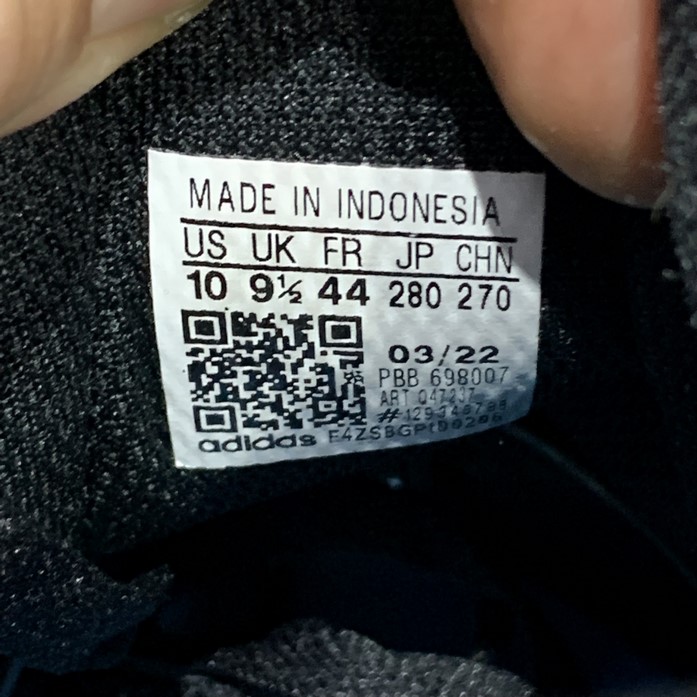 MADE IN INDONESIA
US UK FR JP CHN
10 9½ 44 280 270
03/22
PBB 698007
ART
adidas